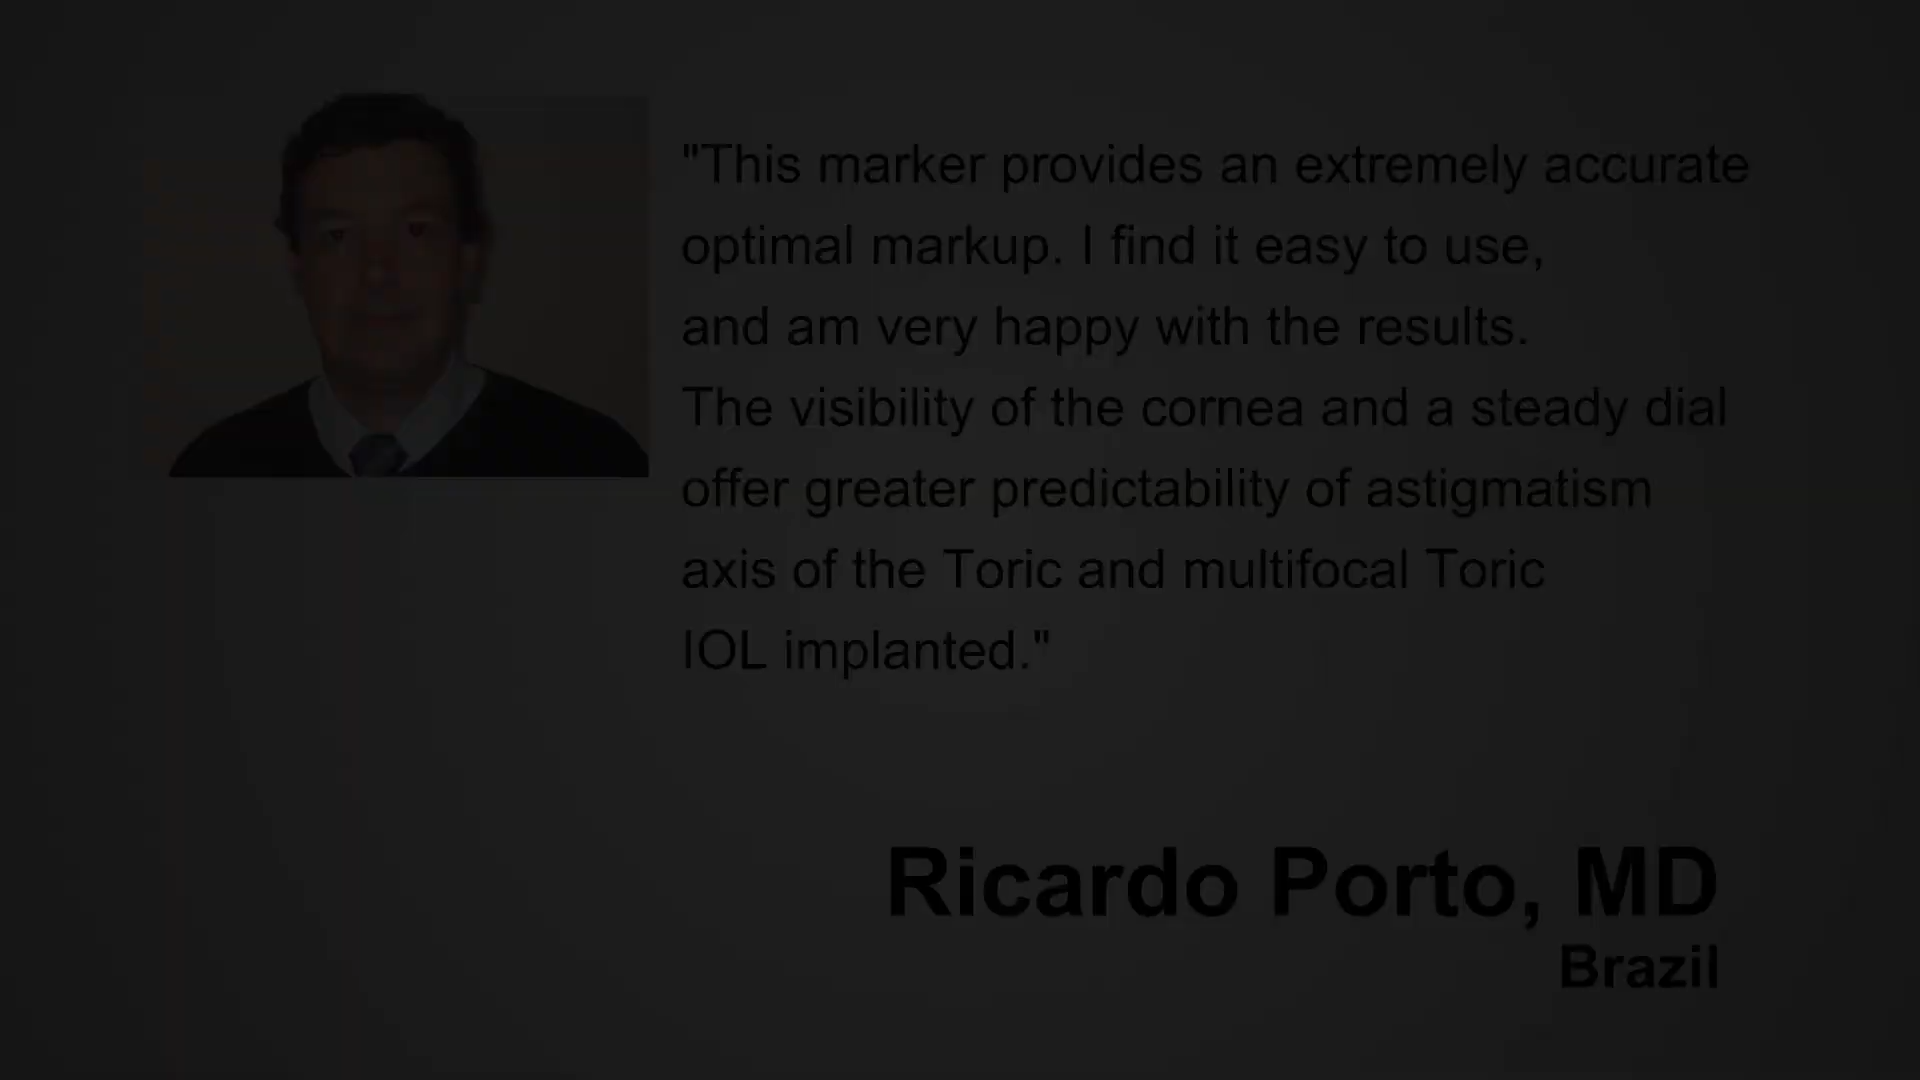 "This marker provides an extremely accurate
optimal markup. I find it easy to use,
and am very happy with the results.
The visibility of the cornea and a steady dial
offer greater predictability of astigmatism
axis of the Toric and multifocal Toric
IOL implanted."
Ricardo Porto, MD
Brazil